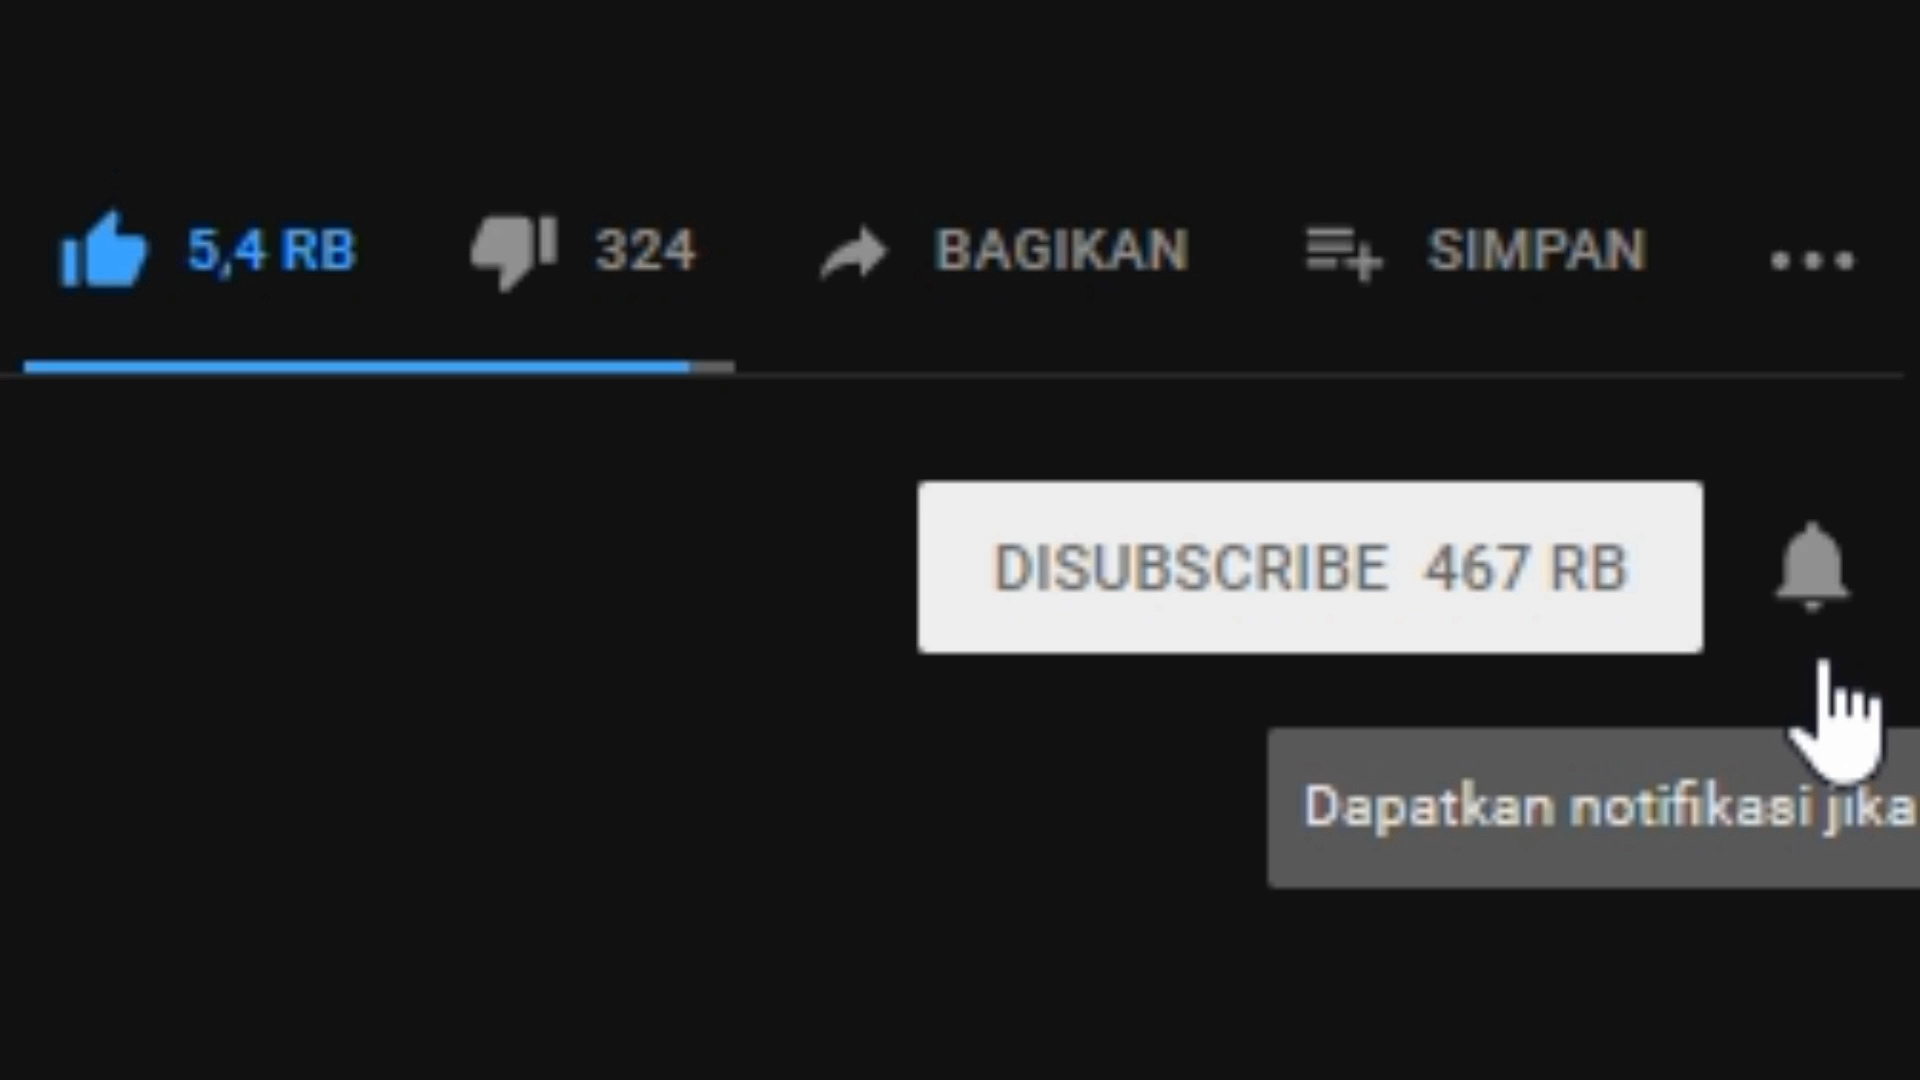 5,4 RB 324 BAGIKAN SIMPAN
DISUBSCRIBE 467 RB
Dapatkan notifikasi jika